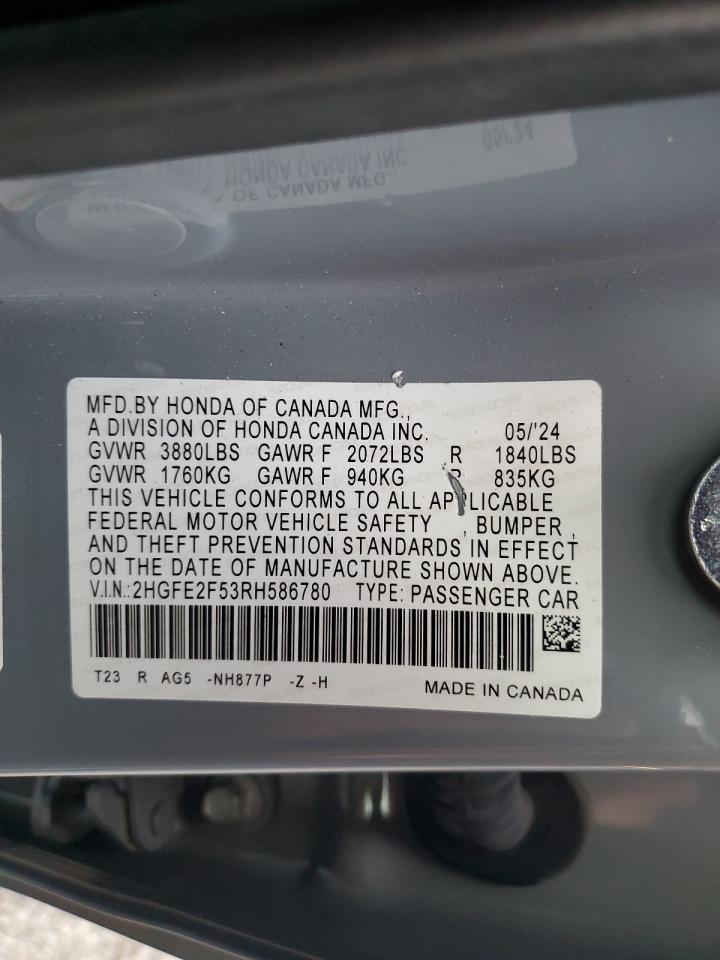 MFD.BY HONDA OF CANADA MFG.,
A DIVISION OF HONDA CANADA INC. 05/'24
GVWR 3880LBS GAWR F 2072LBS R 1840LBS
GVWR 1760KG GAWR F 940KG R 835KG
THIS VEHICLE CONFORMS TO ALL APPLICABLE
FEDERAL MOTOR VEHICLE SAFETY , BUMPER ,
AND THEFT PREVENTION STANDARDS IN EFFECT
ON THE DATE OF MANUFACTURE SHOWN ABOVE.
V.I.N.: 2HGFE2F53RH586780 TYPE: PASSENGER CAR
T23 R AG5 -NH877P -Z -H
MADE IN CANADA